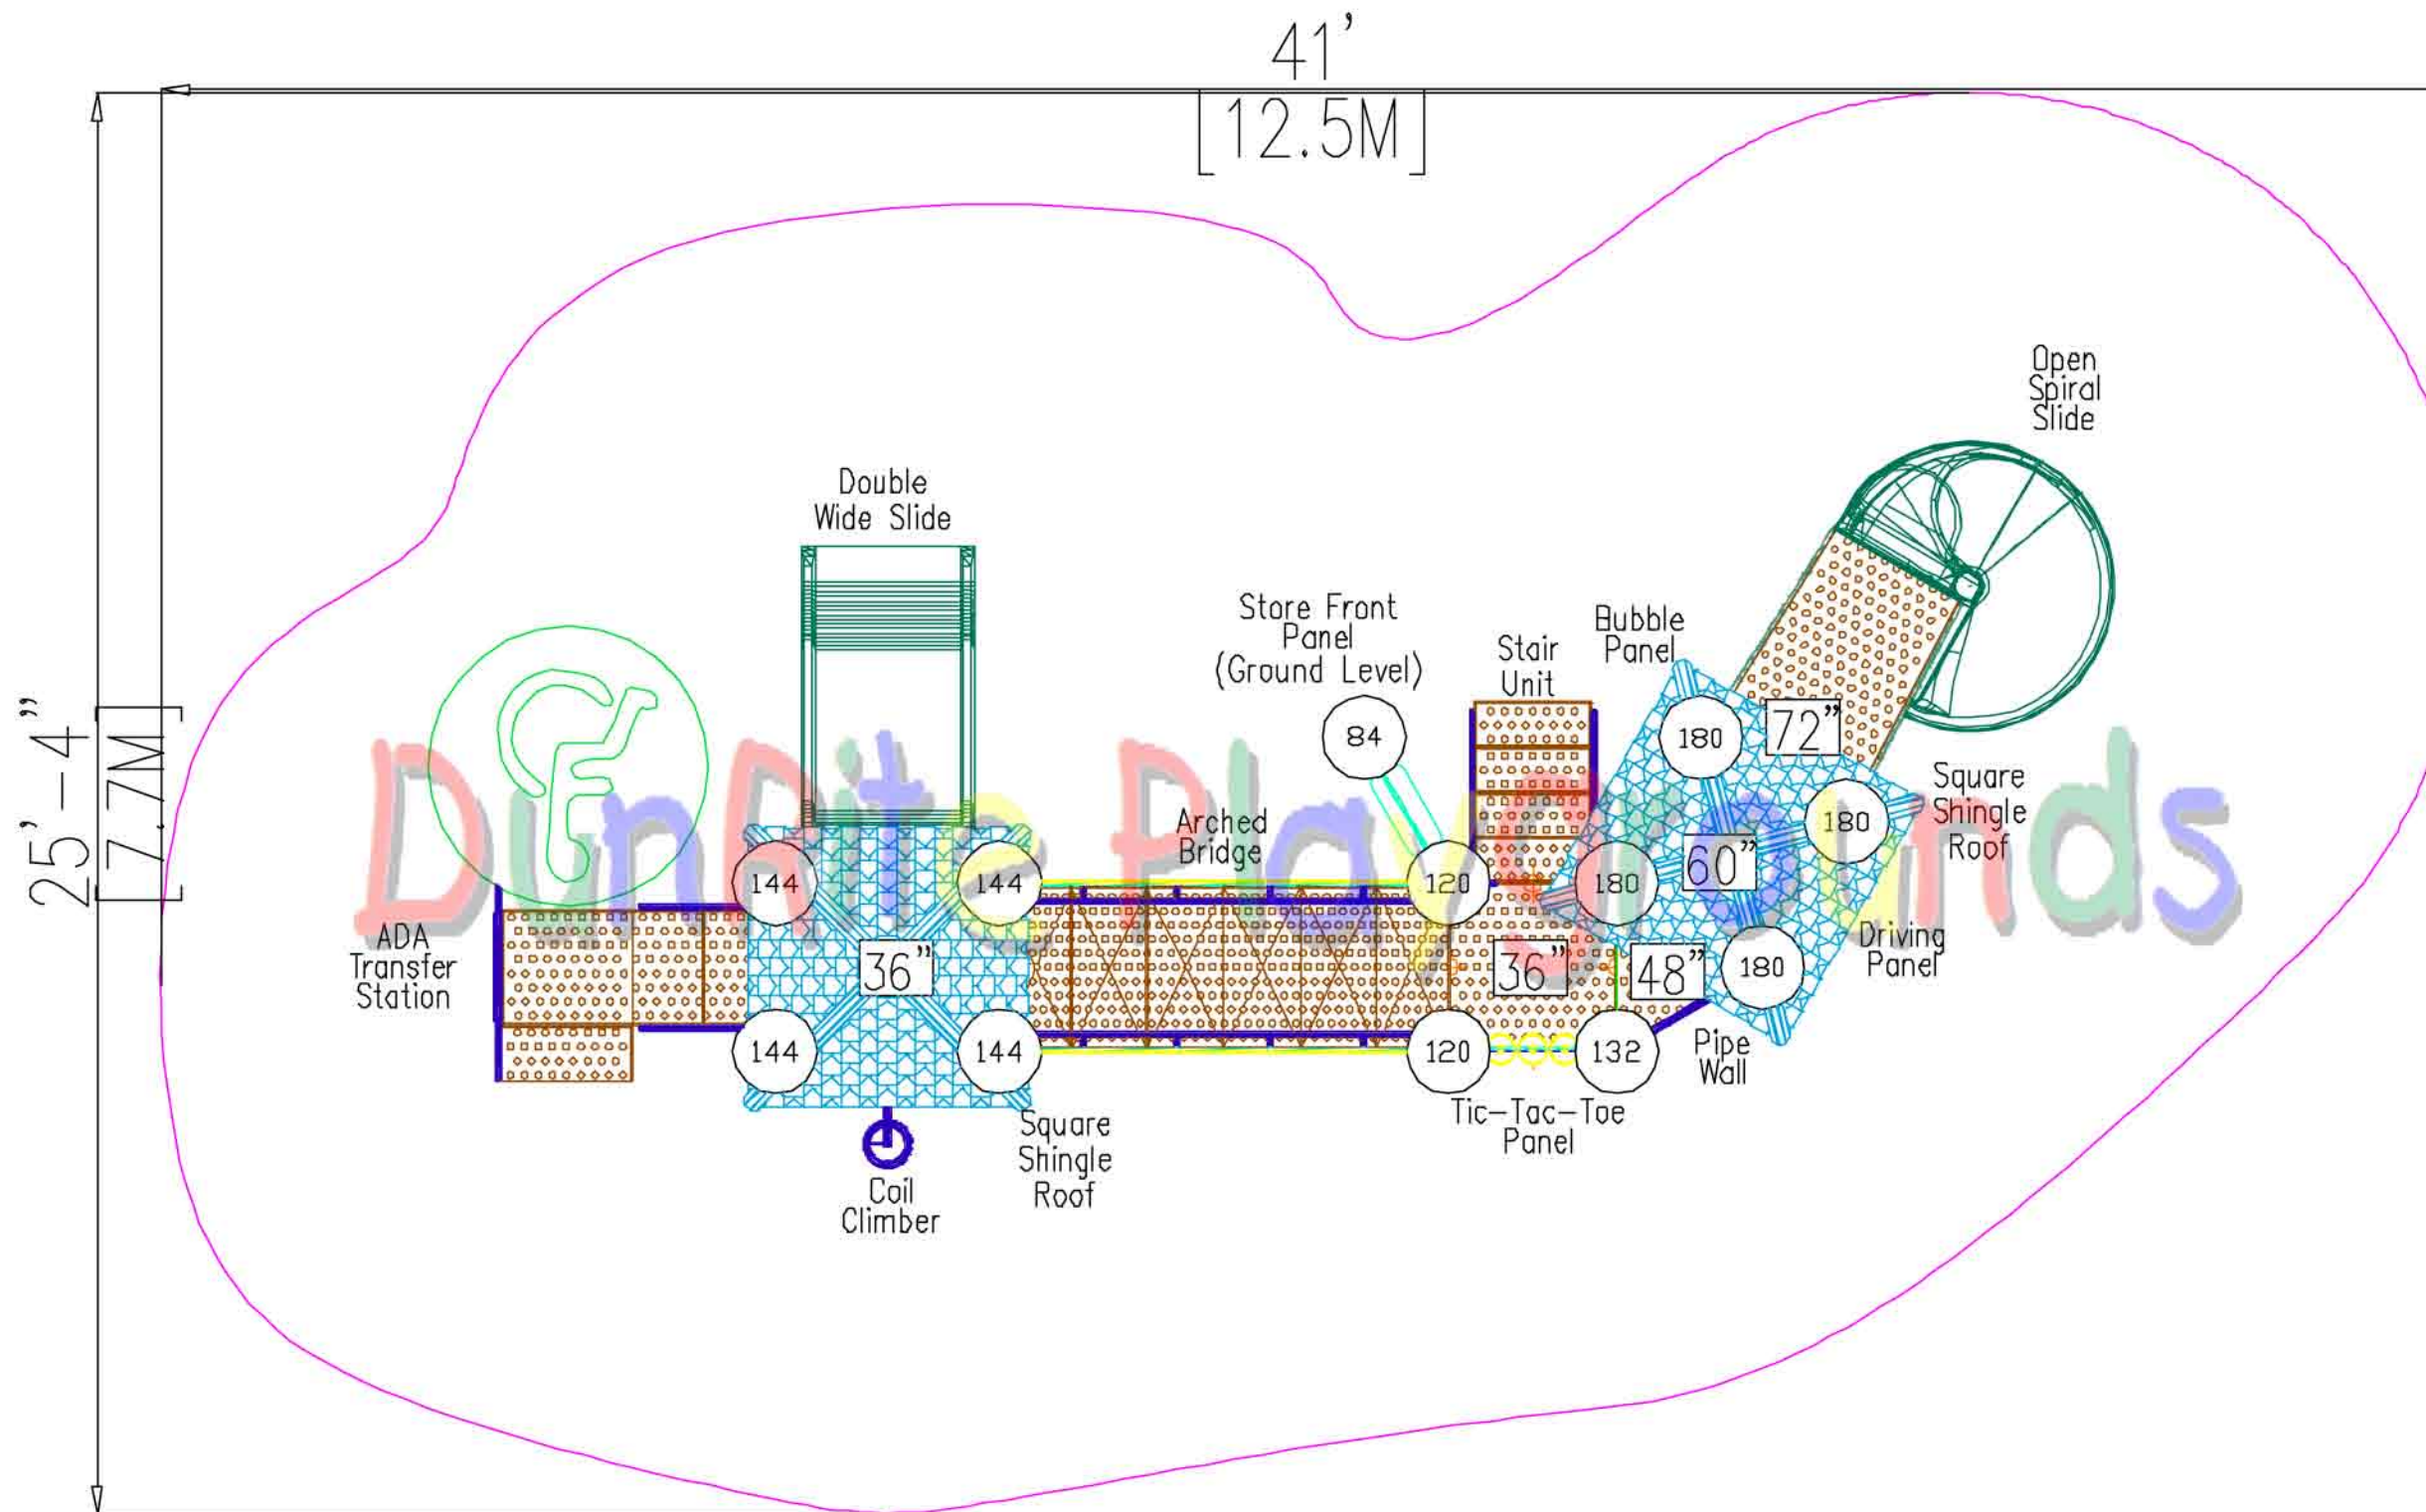 41’
[12.5M]
25’-4”
[7.7M]
Open
Spiral
Slide
Double
Wide Slide
Store Front
Panel
(Ground Level)
Bubble
Panel
Stair
Unit
84
180
72”
Square
Shingle
Roof
180
Arched
Bridge
60”
144
144
120
180
DunRite Playgrounds
Driving
Panel
ADA
Transfer
Station
36”
36”
48”
180
144
144
120
132
Pipe
Wall
Tic-Tac-Toe
Panel
Square
Shingle
Roof
Coil
Climber